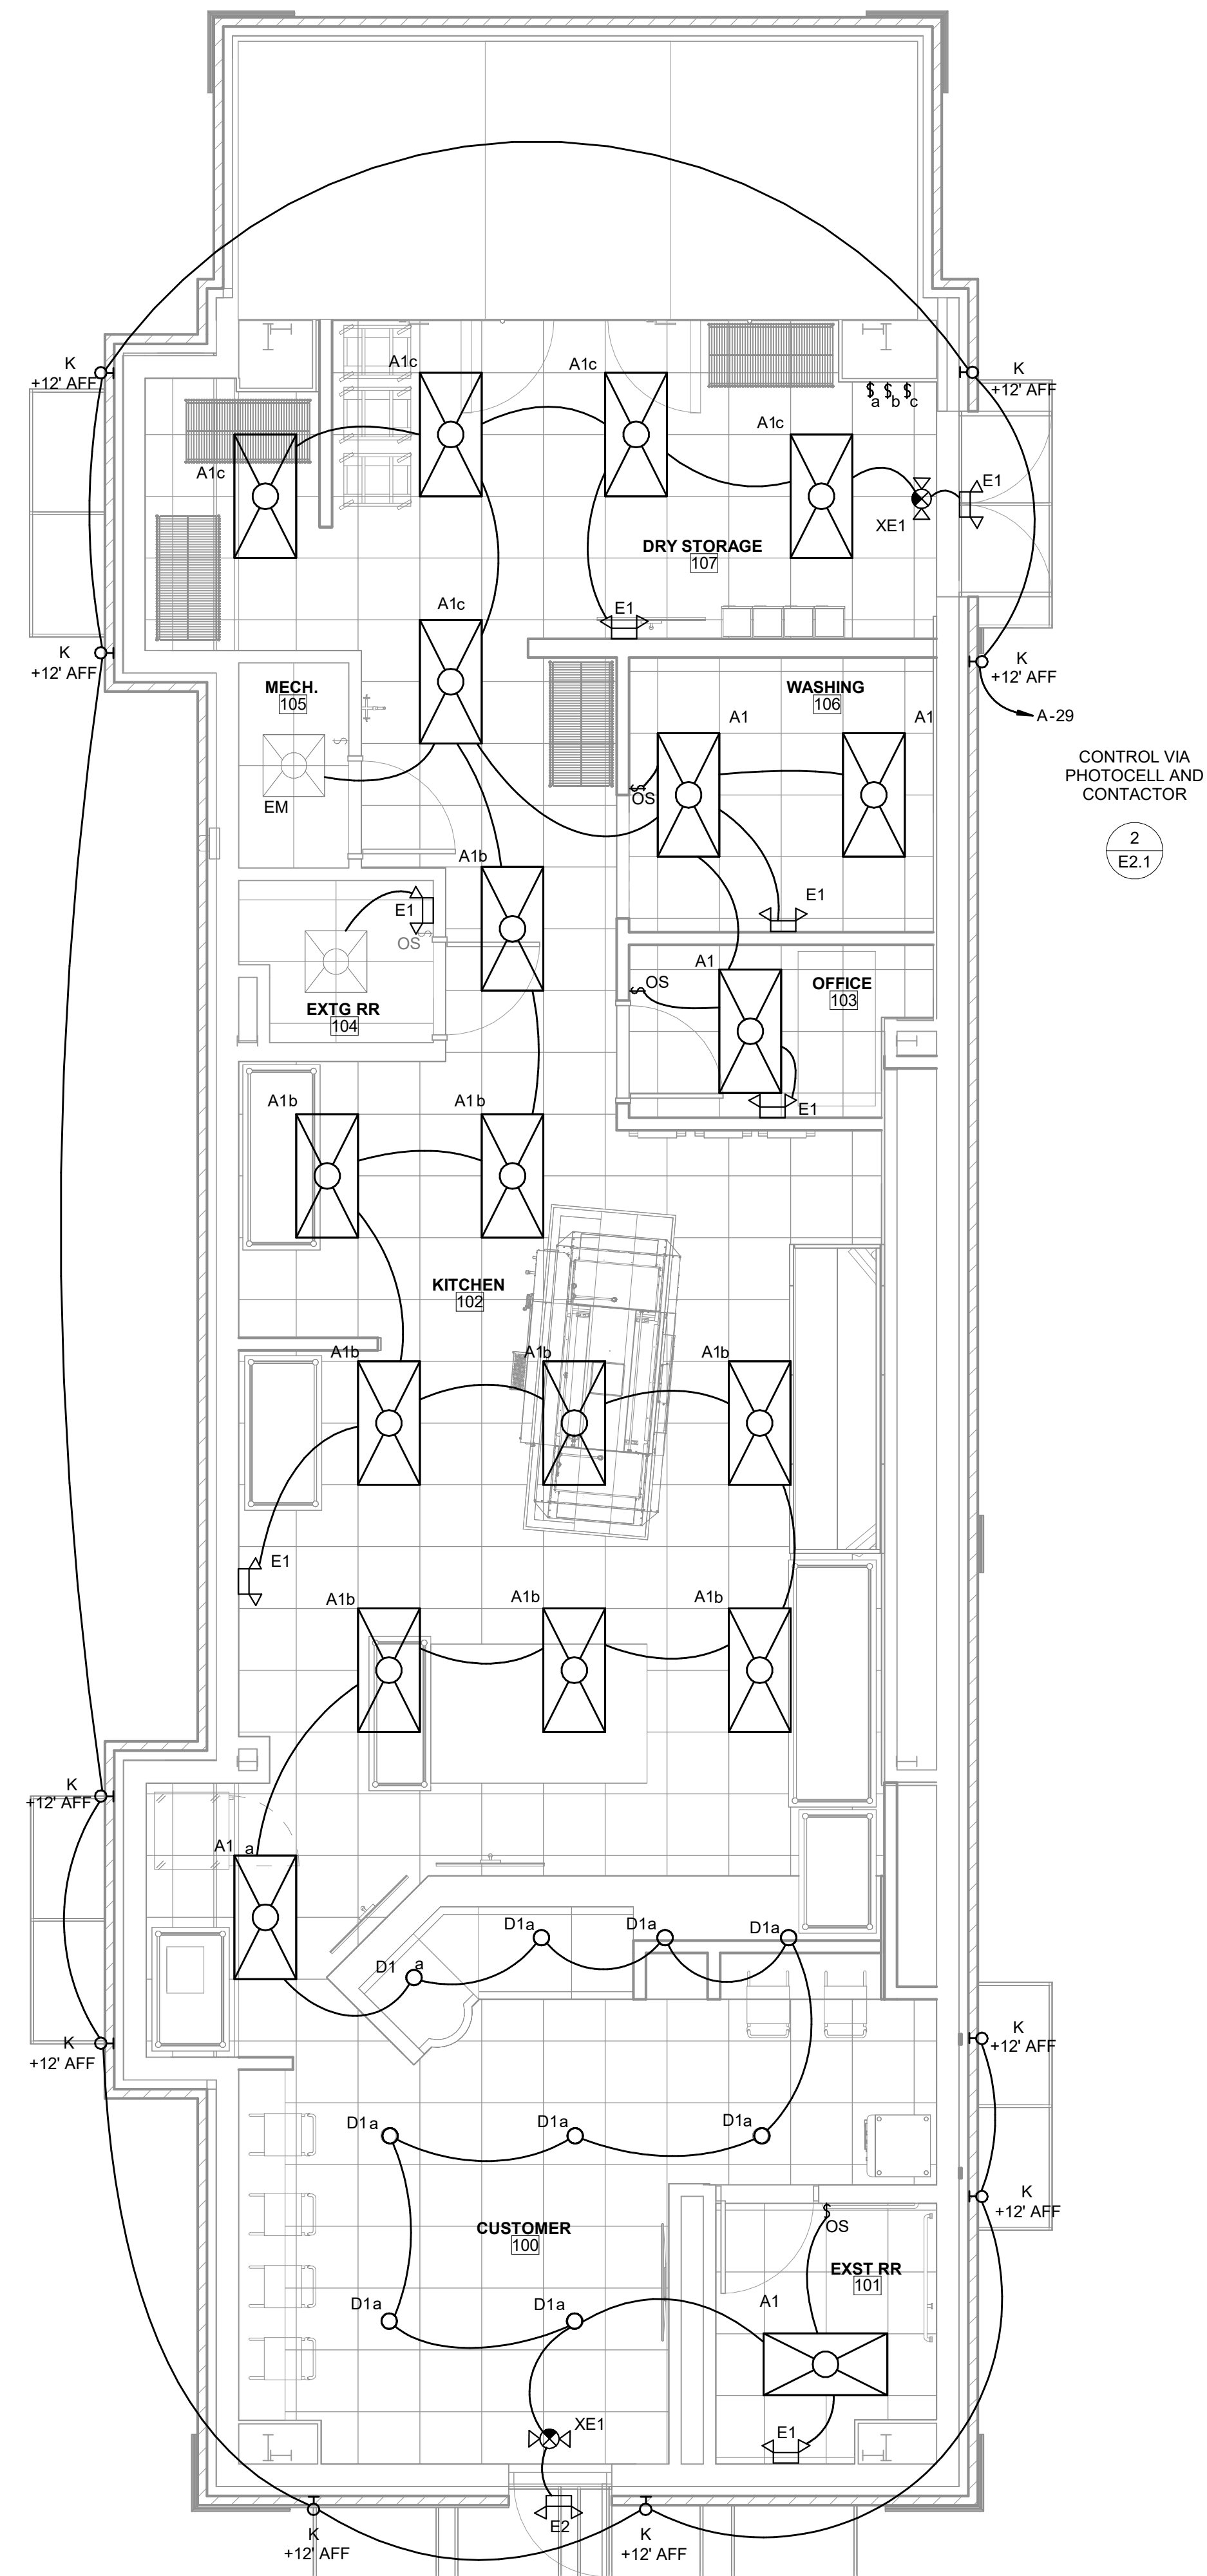 K
+12' AFF
A1c
A1c
K
+12' AFF
$a $b $c
A1c
A1c
E1
XE1
DRY STORAGE
107
A1c
E1
K
+12' AFF
K
+12' AFF
MECH.
105
WASHING
106
A1
A1
A-29
CONTROL VIA
PHOTOCELL AND
CONTACTOR
2
E2.1
$
OS
EM
A1b
E1
E1
OS
A1
OS
OFFICE
103
EXTG RR
104
A1b
A1b
E1
KITCHEN
102
A1b
A1b
A1b
E1
A1b
A1b
A1b
K
+12' AFF
A1 a
D1a
D1a
D1a
D1 a
K
+12' AFF
K
+12' AFF
D1a
D1a
D1a
K
+12' AFF
$
OS
CUSTOMER
100
EXST RR
101
D1a
D1a
A1
XE1
E1
E2
K
+12' AFF
K
+12' AFF